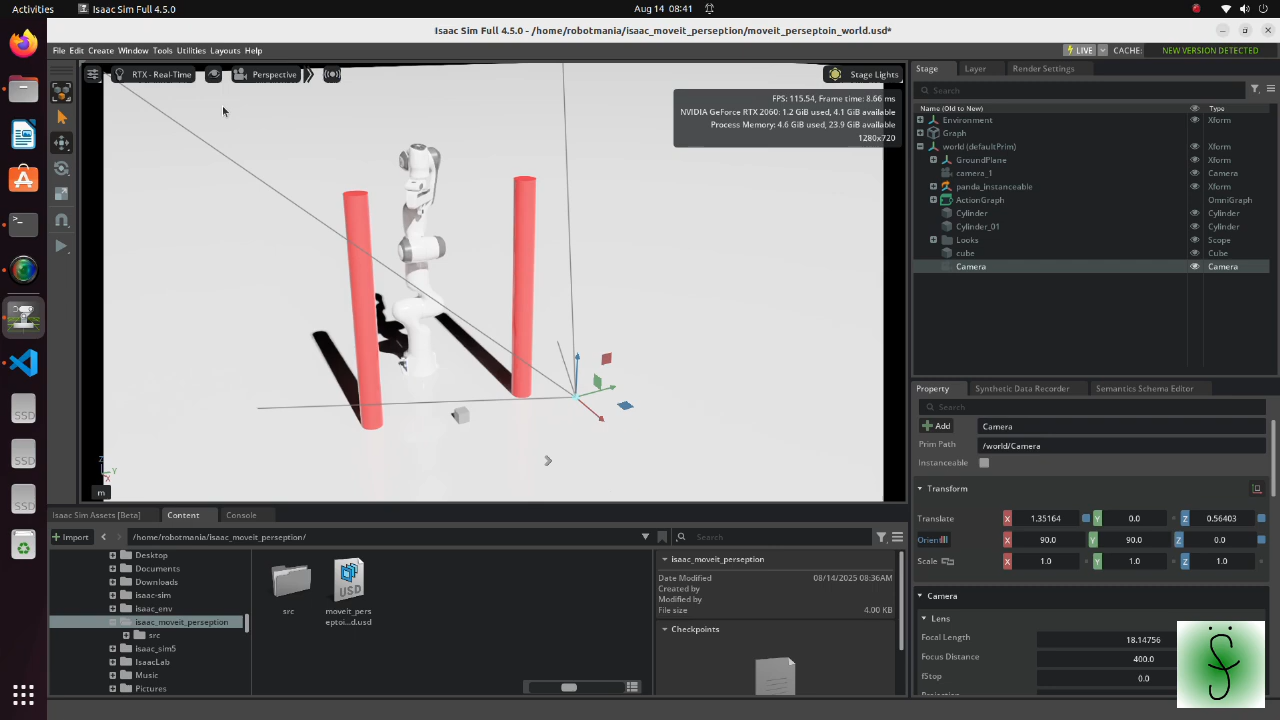 Activities
Isaac Sim Full 4.5.0
Aug 14 08:41
Isaac Sim Full 4.5.0 - /home/robotmania/isaac_moveit_perseption/moveit_perseptoin_world.usd*
File Edit Create Window Tools Utilities Layouts Help
LIVE
CACHE:
NEW VERSION DETECTED
RTX - Real-Time
Perspective
Stage Lights
FPS: 115.54, Frame time: 8.66 ms
NVIDIA GeForce RTX 2060: 1.2 GiB used, 4.1 GiB available
Process Memory: 4.6 GiB used, 23.9 GiB available
1280x720
Z
Y
X
m
Stage Layer Render Settings
Search
Name (Old to New) Type
Environment Xform
Graph Xform
world (defaultPrim) Xform
GroundPlane Xform
camera_1 Camera
panda_instanceable Xform
ActionGraph OmniGraph
Cylinder Cylinder
Cylinder_01 Cylinder
Looks Scope
cube Cube
Camera Camera
Property Synthetic Data Recorder Semantics Schema Editor
Search
Add Camera
Prim Path /world/Camera
Instanceable
Transform
Translate X 1.35164 Y 0.0 Z 0.56403
Orient X 90.0 Y 90.0 Z 0.0
Scale X 1.0 Y 1.0 Z 1.0
Camera
Lens
Focal Length 18.14756
Focus Distance 400.0
fStop 0.0
Isaac Sim Assets [Beta] Content Console
Import /home/robotmania/isaac_moveit_perseption/ Search
Desktop
Documents
Downloads
isaac-sim
isaac_env
isaac_moveit_perseption
src
isaac_sim5
IsaacLab
Music
Pictures
src
moveit_pers
eptoi...d.usd
USD
isaac_moveit_perseption
Date Modified 08/14/2025 08:36AM
Created by
Modified by
File size 4.00 KB
Checkpoints
SSD
SSD
SSD